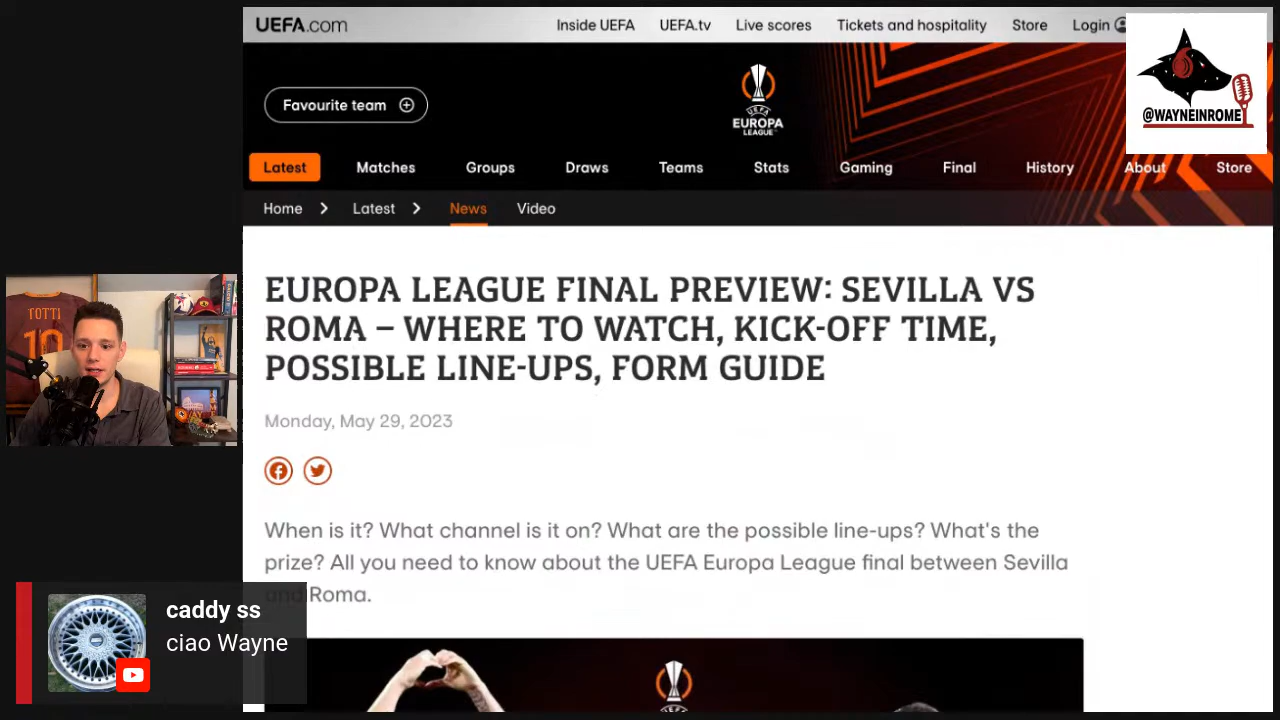 UEFA.com
Inside UEFA UEFA.tv Live scores Tickets and hospitality Store Login
@WAYNEINROME
Favourite team
UEFA
EUROPA
LEAGUE
Latest Matches Groups Draws Teams Stats Gaming Final History About Store
Home Latest News Video
EUROPA LEAGUE FINAL PREVIEW: SEVILLA VS
ROMA – WHERE TO WATCH, KICK-OFF TIME,
POSSIBLE LINE-UPS, FORM GUIDE
Monday, May 29, 2023
When is it? What channel is it on? What are the possible line-ups? What's the
prize? All you need to know about the UEFA Europa League final between Sevilla
and Roma.
TOTTI
10
caddy ss
ciao Wayne